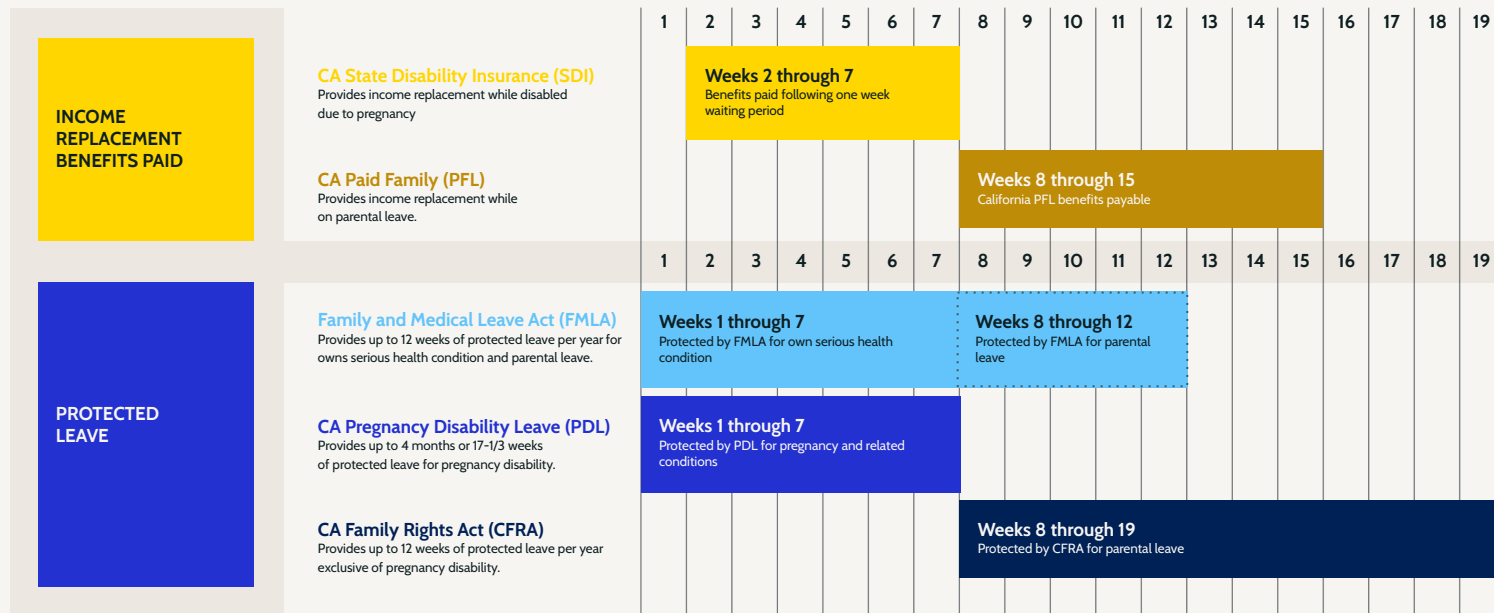 1 2 3 4 5 6 7 8 9 10 11 12 13 14 15 16 17 18 19
INCOME
REPLACEMENT
BENEFITS PAID
CA State Disability Insurance (SDI)
Provides income replacement while disabled
due to pregnancy
Weeks 2 through 7
Benefits paid following one week
waiting period
CA Paid Family (PFL)
Provides income replacement while
on parental leave.
Weeks 8 through 15
California PFL benefits payable
1 2 3 4 5 6 7 8 9 10 11 12 13 14 15 16 17 18 19
PROTECTED
LEAVE
Family and Medical Leave Act (FMLA)
Provides up to 12 weeks of protected leave per year for
owns serious health condition and parental leave.
Weeks 1 through 7
Protected by FMLA for own serious health
condition
Weeks 8 through 12
Protected by FMLA for parental
leave
CA Pregnancy Disability Leave (PDL)
Provides up to 4 months or 17-1/3 weeks
of protected leave for pregnancy disability.
Weeks 1 through 7
Protected by PDL for pregnancy and related
conditions
CA Family Rights Act (CFRA)
Provides up to 12 weeks of protected leave per year
exclusive of pregnancy disability.
Weeks 8 through 19
Protected by CFRA for parental leave